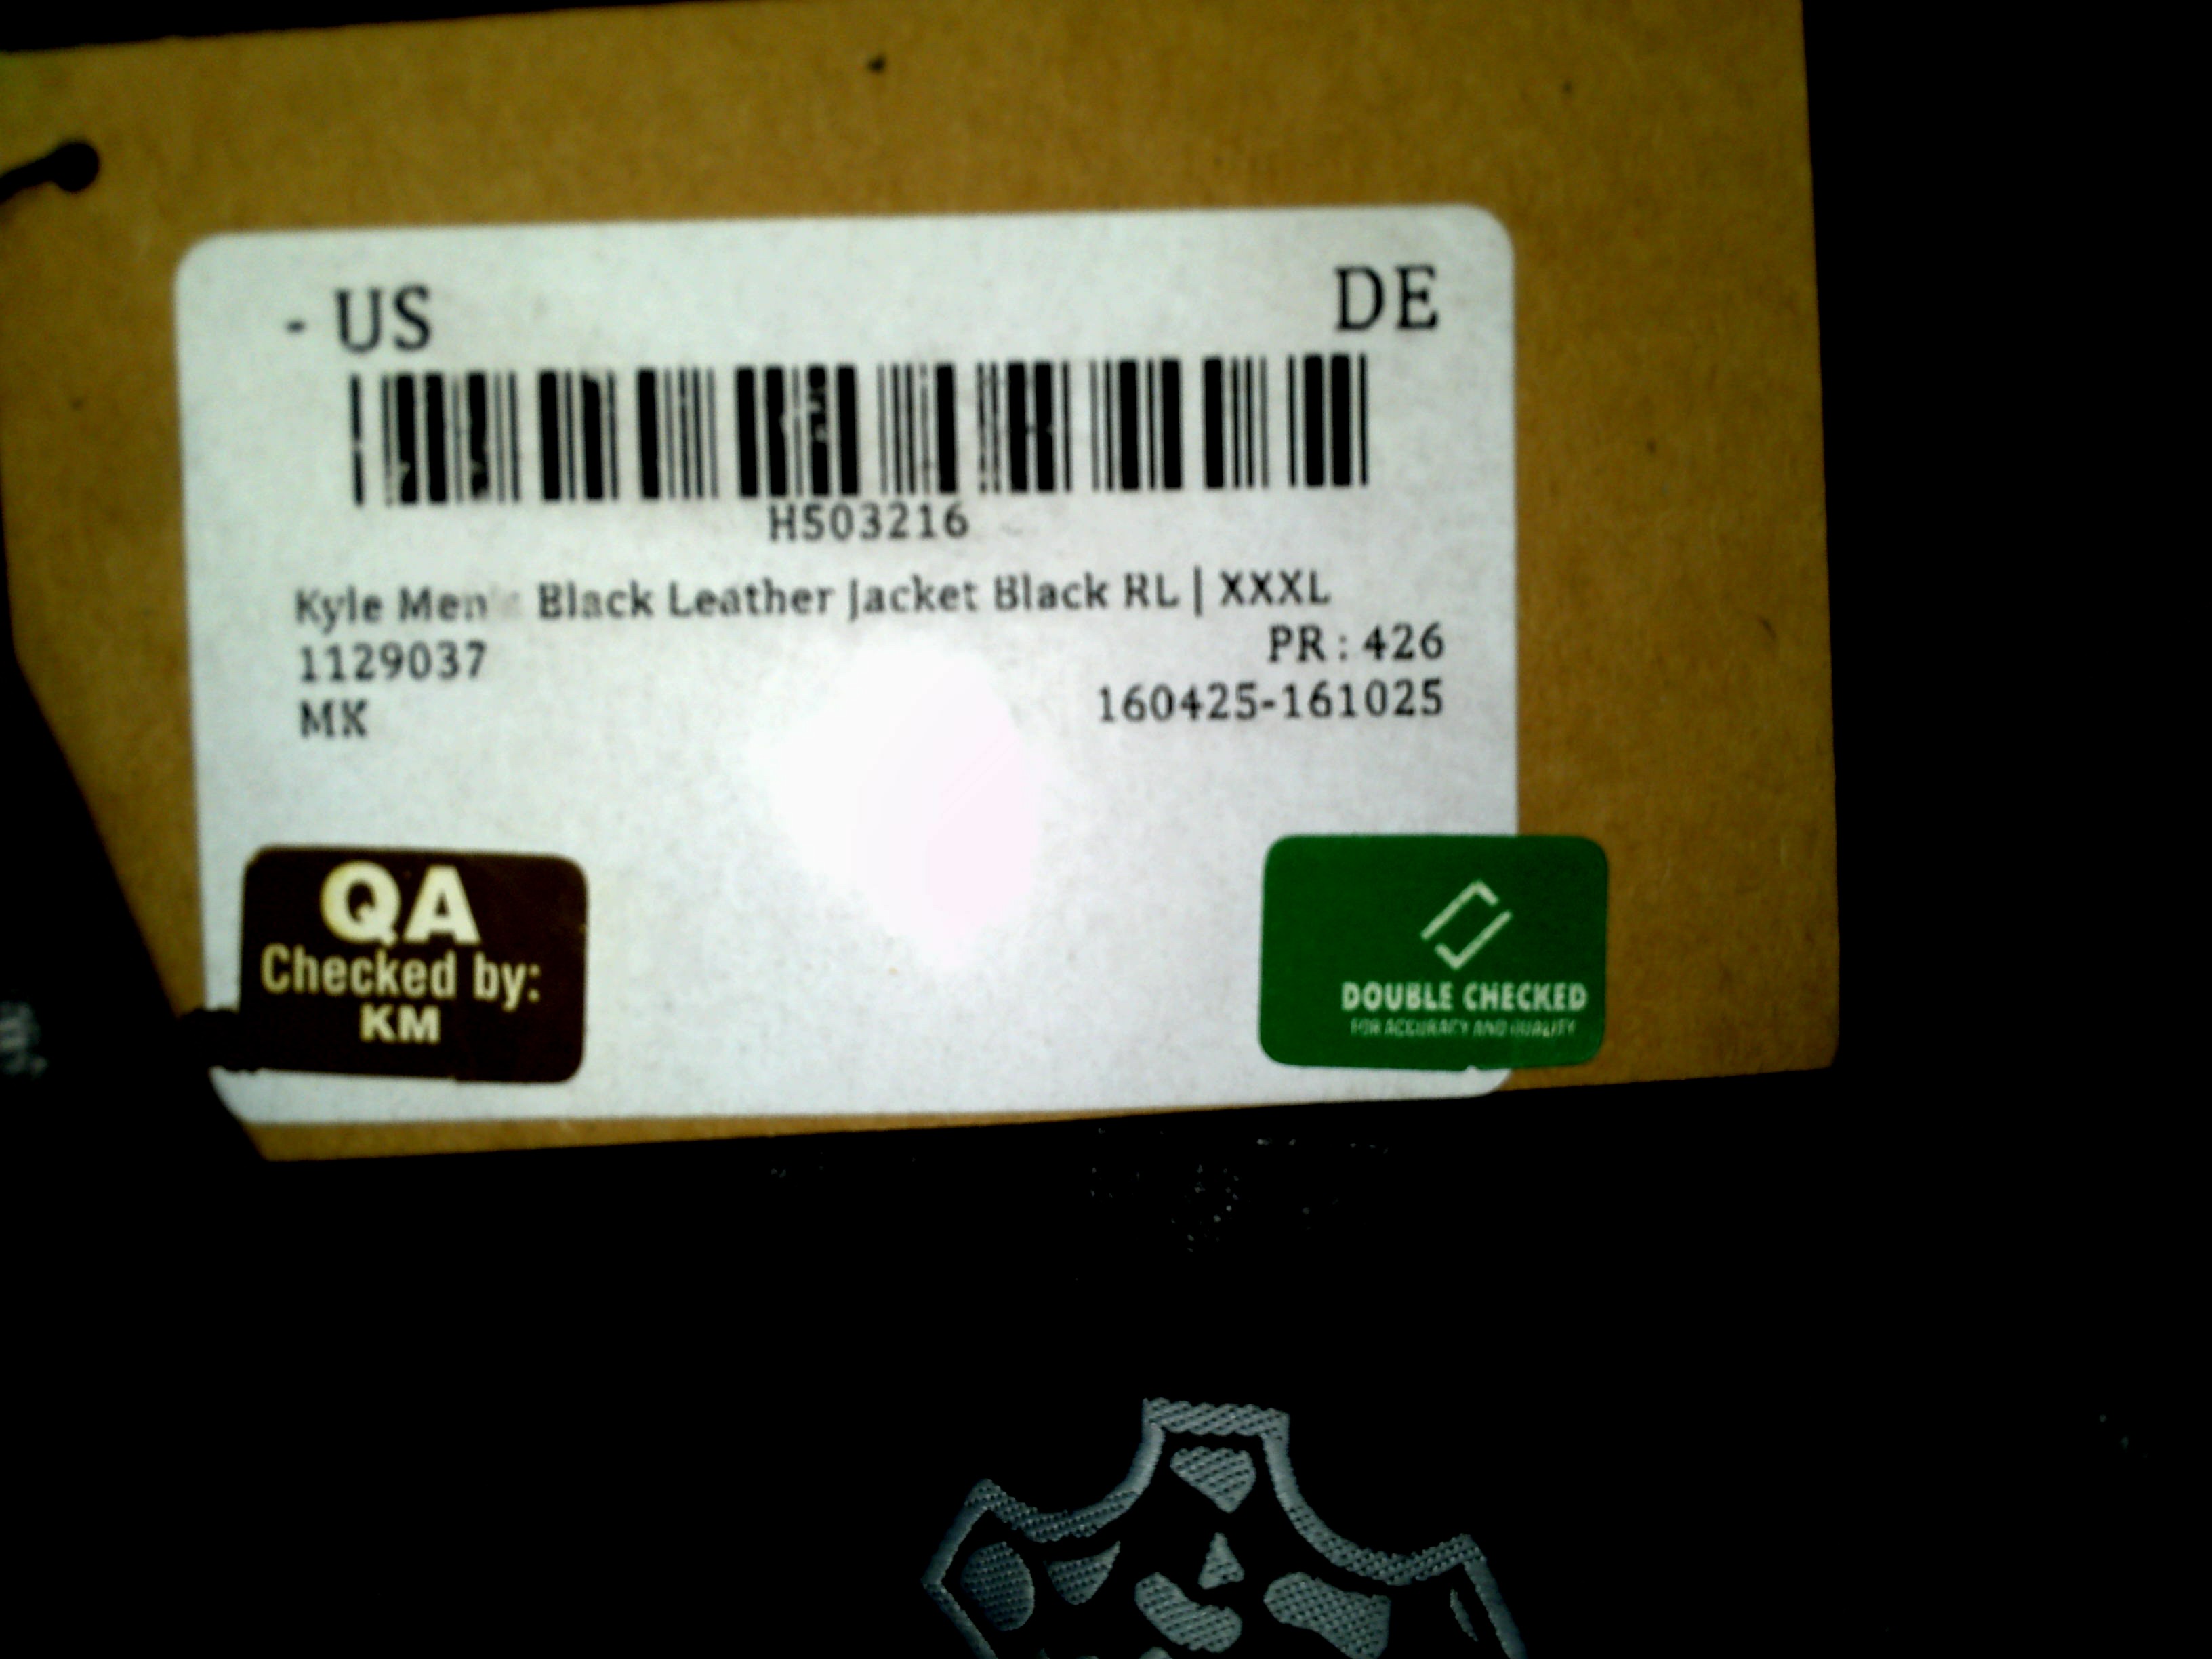 - US DE
H503216
Kyle Men's Black Leather Jacket Black RL | XXXL
1129037 PR : 426
MK 160425-161025
QA
Checked by:
KM
DOUBLE CHECKED
FOR ACCURACY AND QUALITY